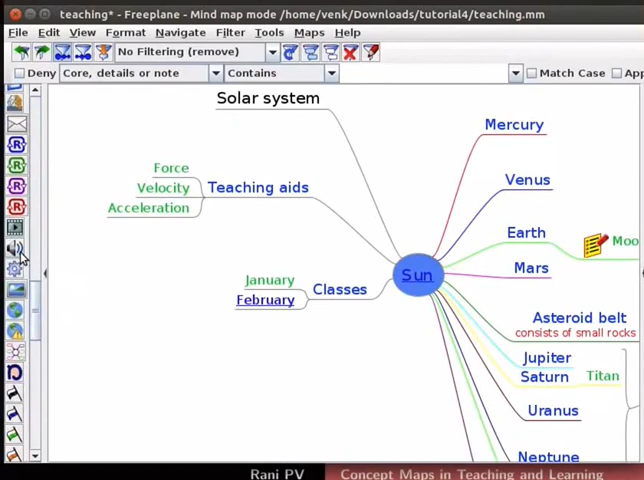 teaching* - Freeplane - Mind map mode /home/venk/Downloads/tutorial4/teaching.mm
File Edit View Format Navigate Filter Tools Maps Help
No Filtering (remove)
Deny Core, details or note Contains Match Case App
Solar system
Mercury
Force
Velocity
Acceleration
Teaching aids
Venus
Earth
Moo
Mars
Sun
January
February
Classes
Asteroid belt
consists of small rocks
Jupiter
Saturn
Titan
Uranus
Neptune
Rani PV Concept Maps in Teaching and Learning